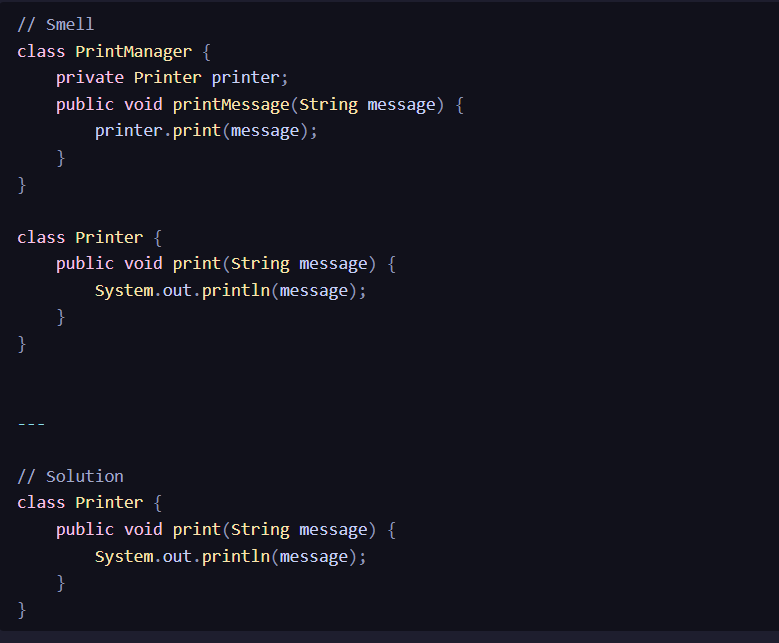 // Smell
class PrintManager {
    private Printer printer;
    public void printMessage(String message) {
        printer.print(message);
    }
}

class Printer {
    public void print(String message) {
        System.out.println(message);
    }
}

---

// Solution
class Printer {
    public void print(String message) {
        System.out.println(message);
    }
}